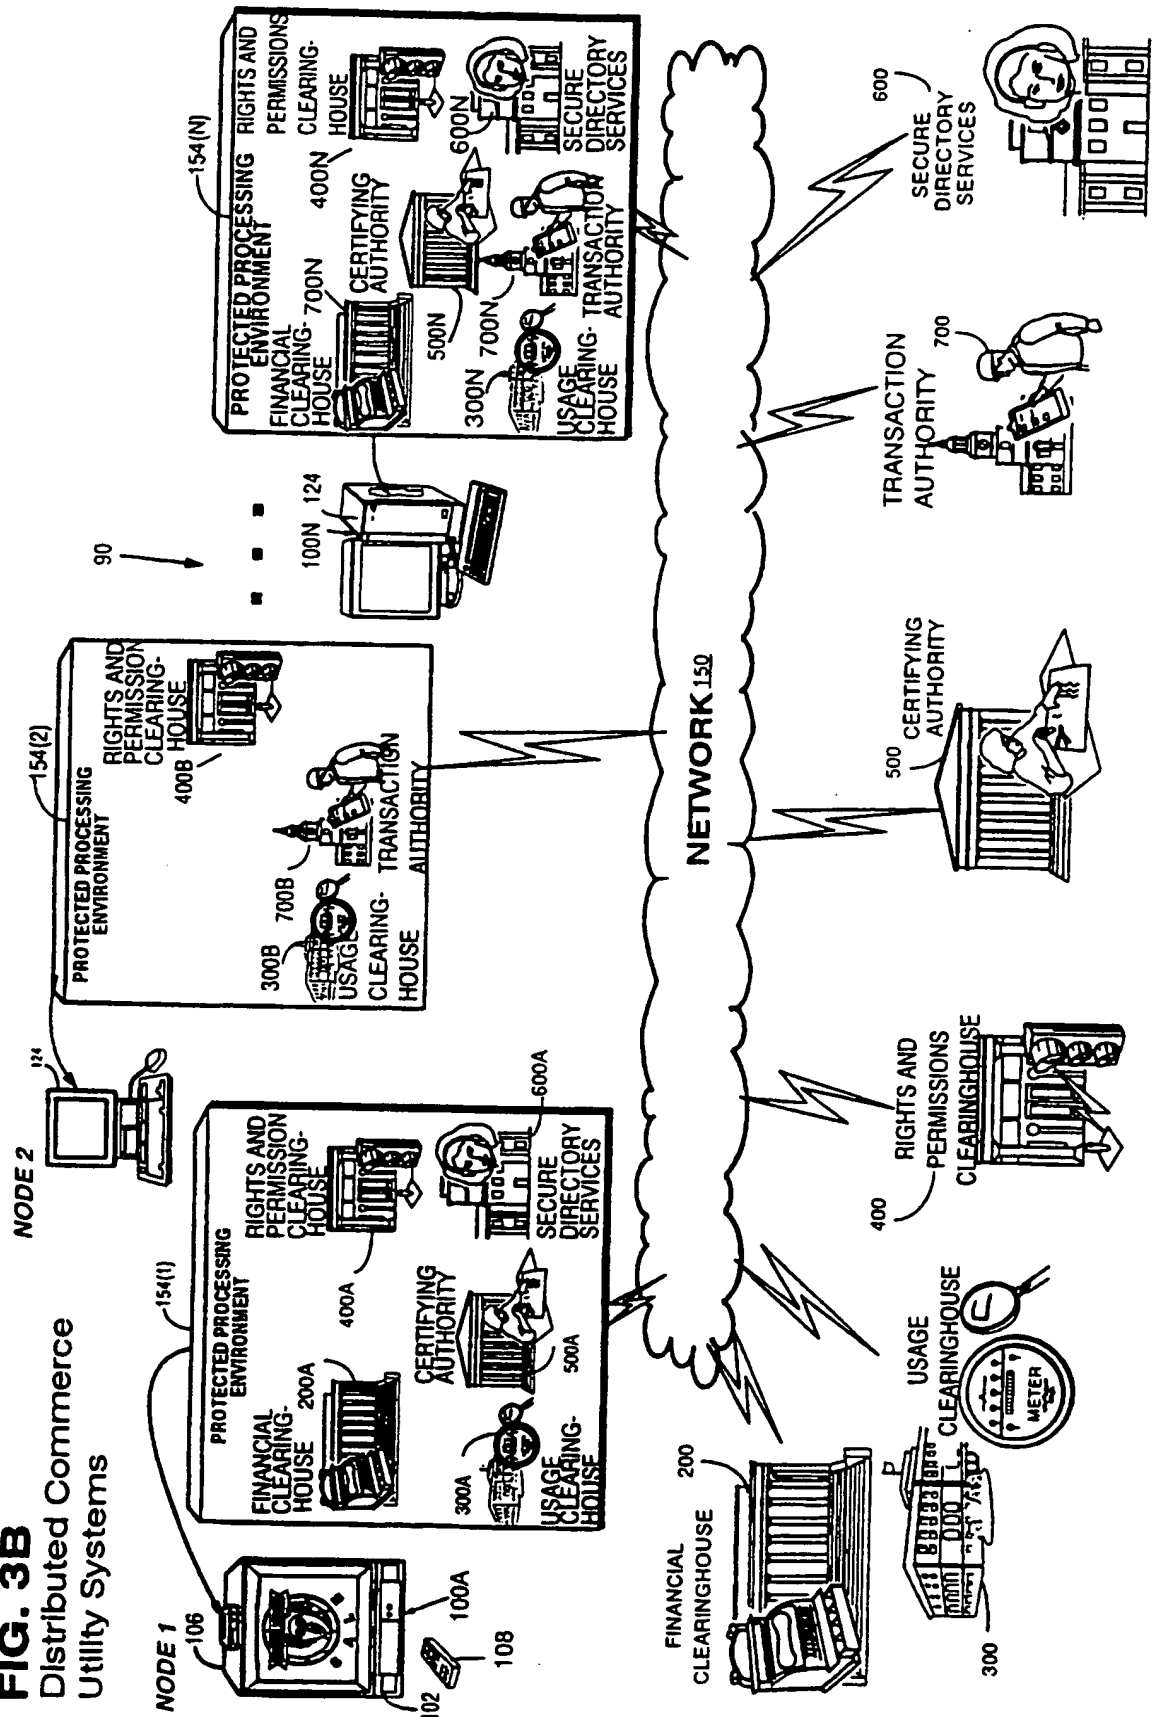 FIG. 3B
Distributed Commerce
Utility Systems
NODE 1
106
102
100A
108
154(1)
PROTECTED PROCESSING
ENVIRONMENT
FINANCIAL
CLEARING-
HOUSE
200A
RIGHTS AND
PERMISSION
CLEARING-
HOUSE
400A
CERTIFYING
AUTHORITY
500A
300A
USAGE
CLEARING-
HOUSE
600A
SECURE
DIRECTORY
SERVICES
NODE 2
124
154(2)
PROTECTED PROCESSING
ENVIRONMENT
RIGHTS AND
PERMISSION
CLEARING-
HOUSE
400B
300B
USAGE
CLEARING-
HOUSE
700B
TRANSACTION
AUTHORITY
90
100N
124
154(N)
PROTECTED PROCESSING
ENVIRONMENT
FINANCIAL
CLEARING-
HOUSE
700N
RIGHTS AND
PERMISSIONS
CLEARING-
HOUSE
400N
CERTIFYING
AUTHORITY
500N
600N
SECURE
DIRECTORY
SERVICES
300N
USAGE
CLEARING-
HOUSE
700N
TRANSACTION
AUTHORITY
NETWORK 150
FINANCIAL
CLEARINGHOUSE
200
300
USAGE
CLEARINGHOUSE
METER
400
RIGHTS AND
PERMISSIONS
CLEARINGHOUSE
500
CERTIFYING
AUTHORITY
TRANSACTION
AUTHORITY
700
600
SECURE
DIRECTORY
SERVICES